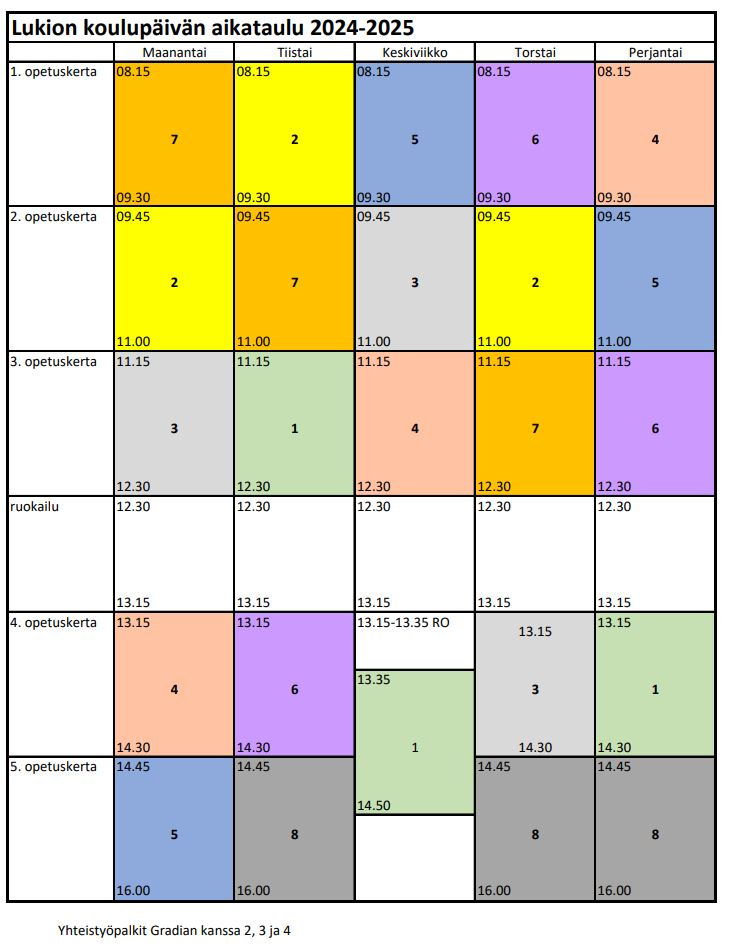 Lukion koulupäivän aikataulu 2024-2025
Maanantai Tiistai Keskiviikko Torstai Perjantai
1. opetuskerta 08.15 08.15 08.15 08.15 08.15
7 2 5 6 4
09.30 09.30 09.30 09.30 09.30
2. opetuskerta 09.45 09.45 09.45 09.45 09.45
2 7 3 2 5
11.00 11.00 11.00 11.00 11.00
3. opetuskerta 11.15 11.15 11.15 11.15 11.15
3 1 4 7 6
12.30 12.30 12.30 12.30 12.30
ruokailu 12.30 12.30 12.30 12.30 12.30
13.15 13.15 13.15 13.15 13.15
4. opetuskerta 13.15 13.15 13.15-13.35 RO 13.15 13.15
13.35
4 6 3 1
1
14.30 14.30 14.30 14.30
5. opetuskerta 14.45 14.45 14.45 14.45
14.50
5 8 8 8
16.00 16.00 16.00 16.00
Yhteistyöpalkit Gradian kanssa 2, 3 ja 4